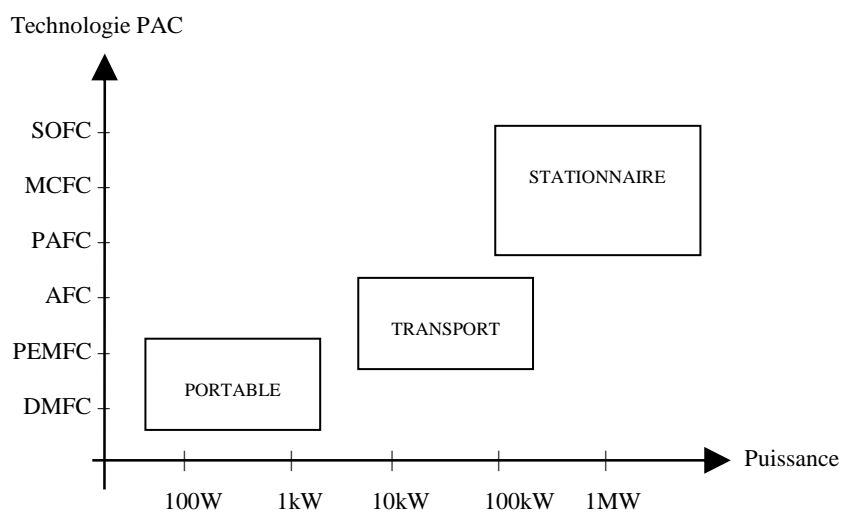 Technologie PAC
SOFC
STATIONNAIRE
MCFC
PAFC
AFC
TRANSPORT
PEMFC
PORTABLE
DMFC
Puissance
100W 1kW 10kW 100kW 1MW